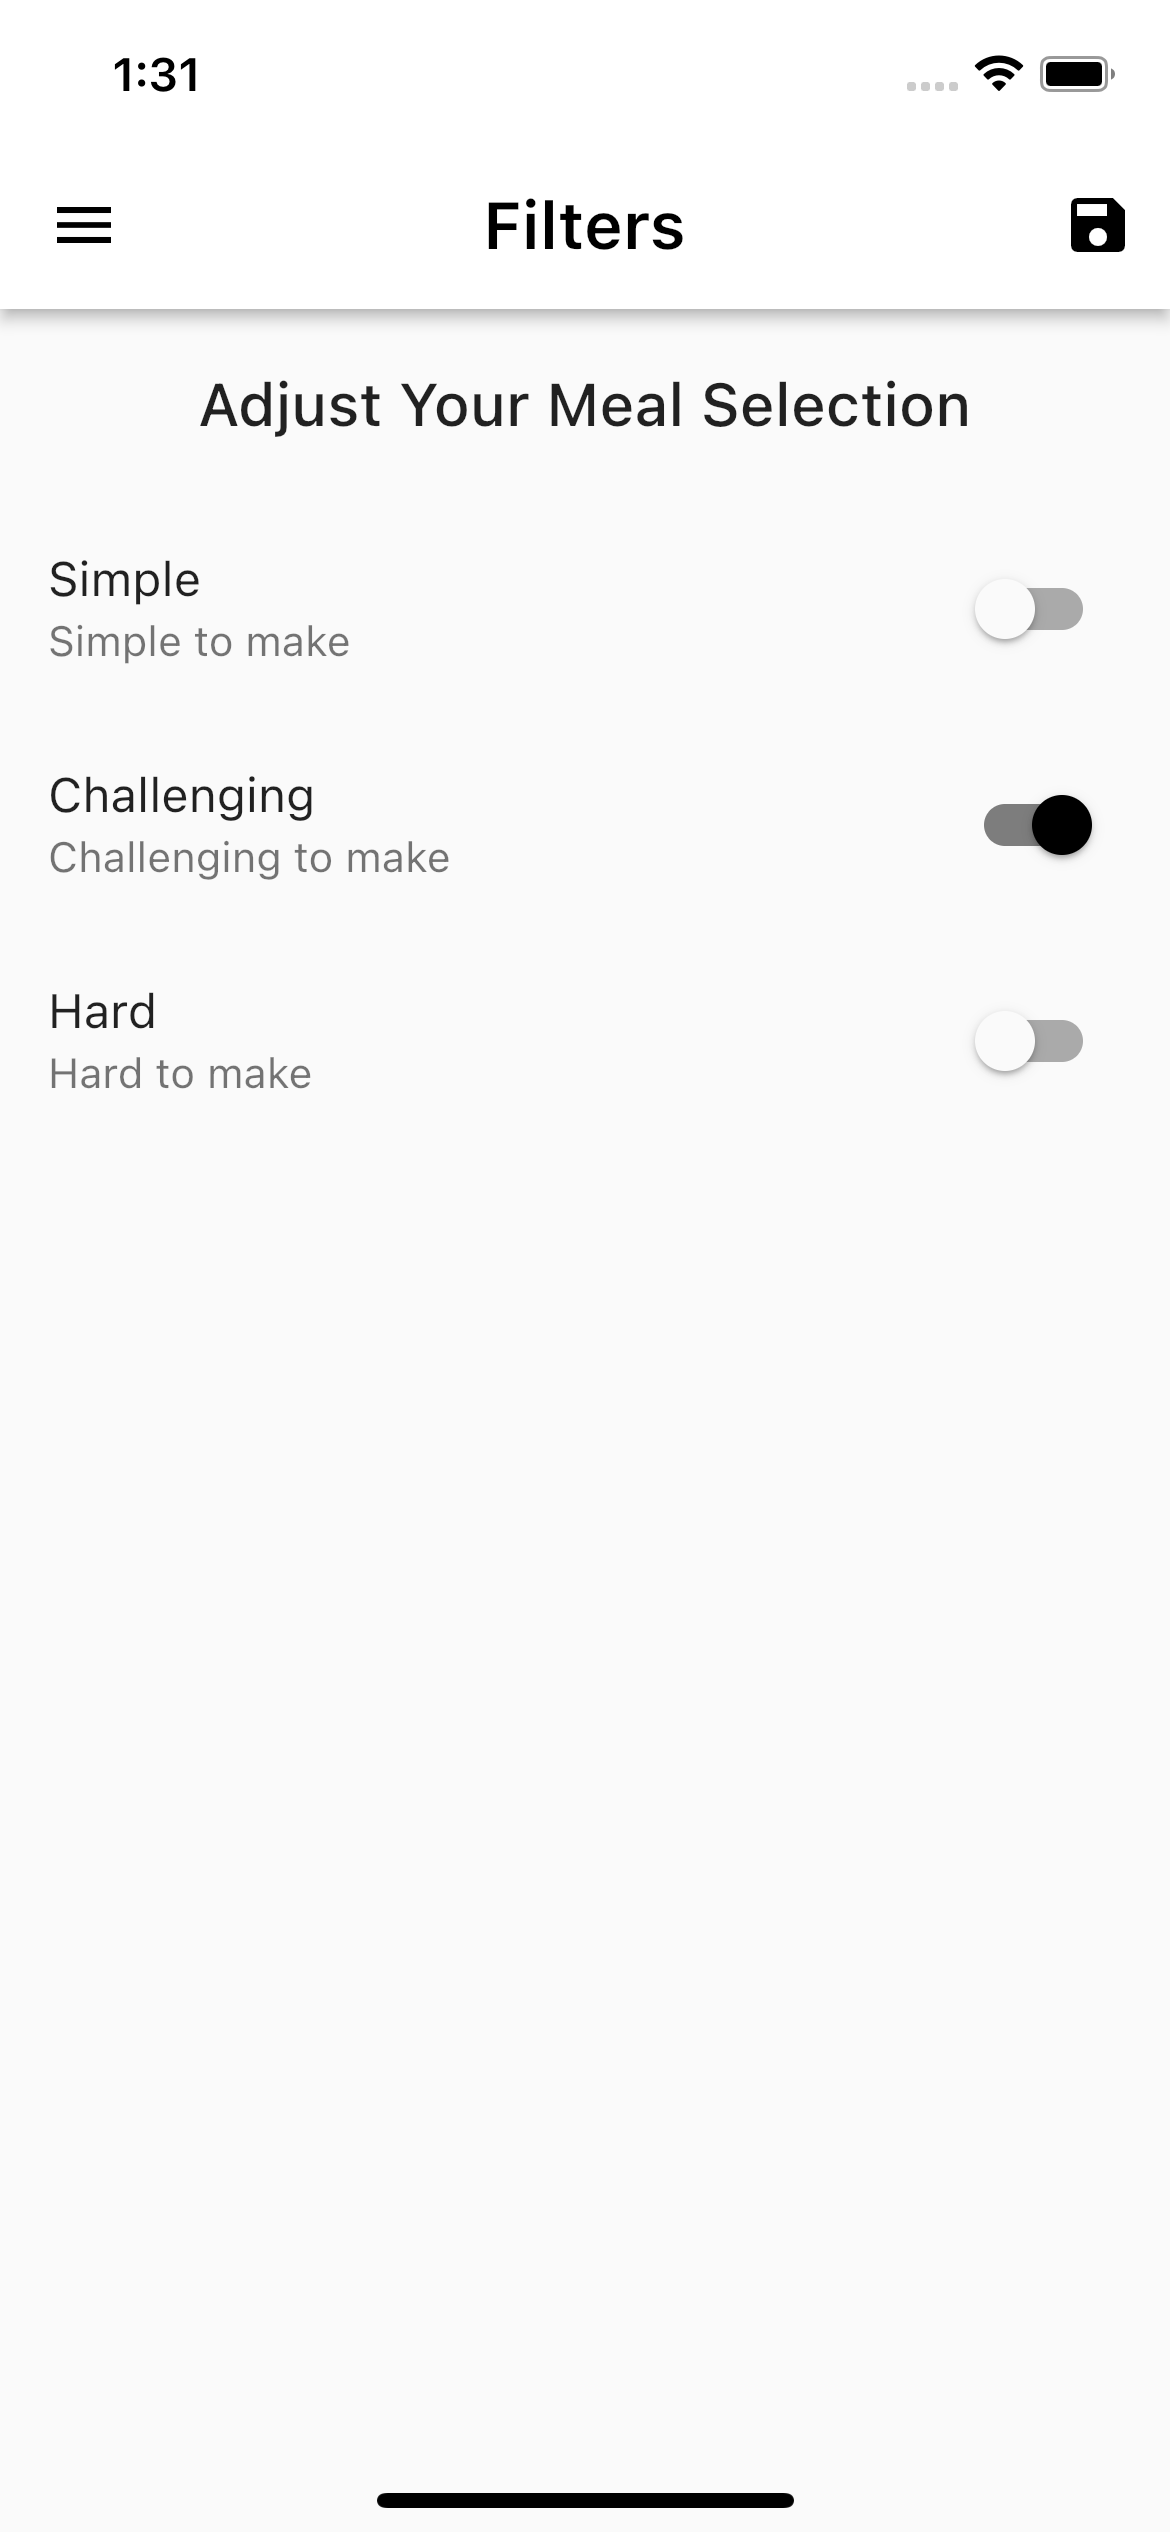 1:31
Filters
Adjust Your Meal Selection
Simple
Simple to make
Challenging
Challenging to make
Hard
Hard to make